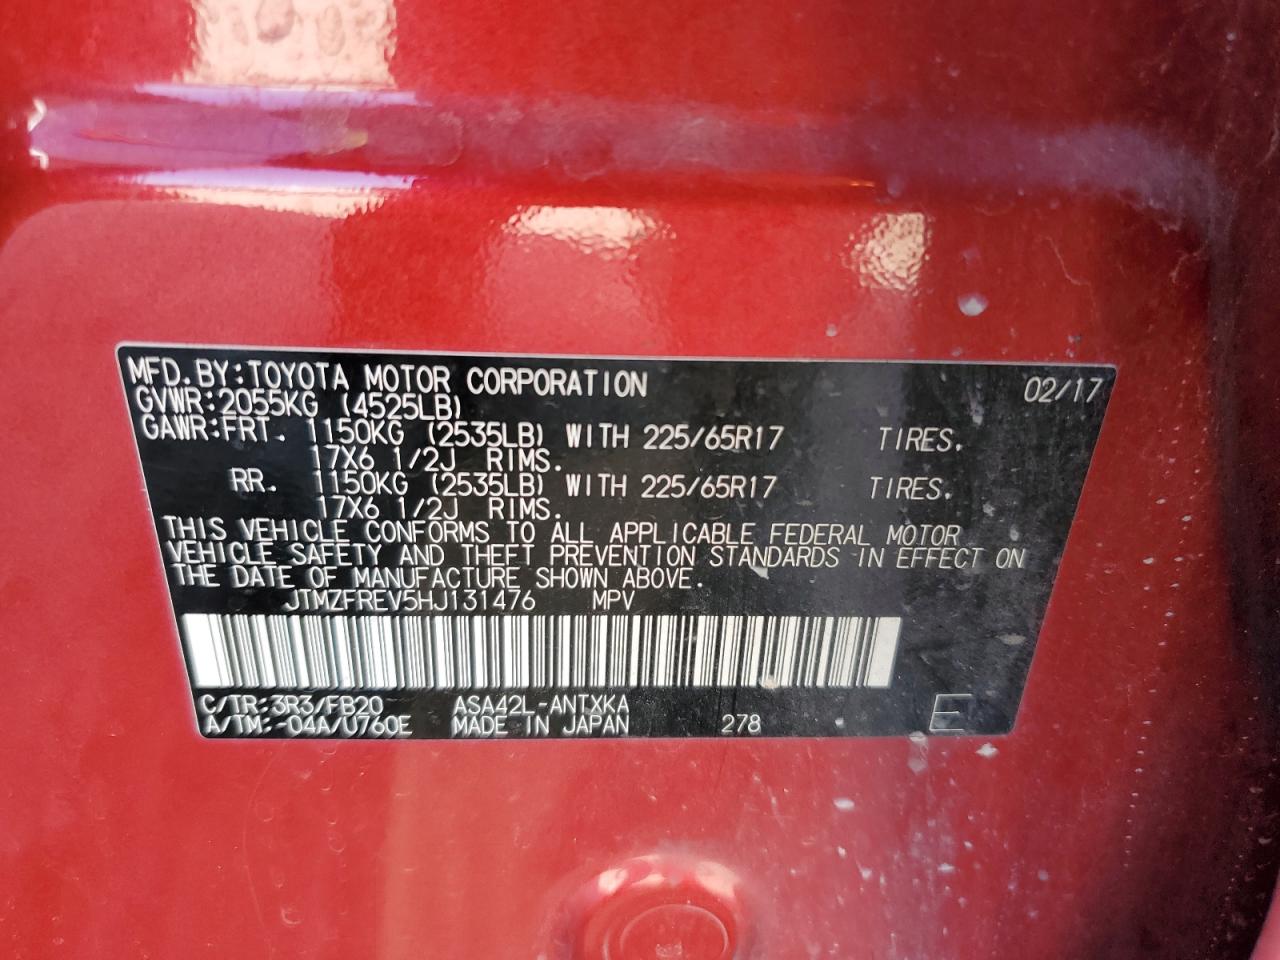 MFD.BY:TOYOTA MOTOR CORPORATION 02/17
GVWR:2055KG (4525LB)
GAWR:FRT. 1150KG (2535LB) WITH 225/65R17 TIRES.
17X6 1/2J RIMS.
RR. 1150KG (2535LB) WITH 225/65R17 TIRES.
17X6 1/2J RIMS.
THIS VEHICLE CONFORMS TO ALL APPLICABLE FEDERAL MOTOR
VEHICLE SAFETY AND THEFT PREVENTION STANDARDS IN EFFECT ON
THE DATE OF MANUFACTURE SHOWN ABOVE.
JTMZFREV5HJ131476 MPV
C/TR:3R3/FB20 ASA42L-ANTXKA
A/TM:-04A/U760E MADE IN JAPAN 278 E